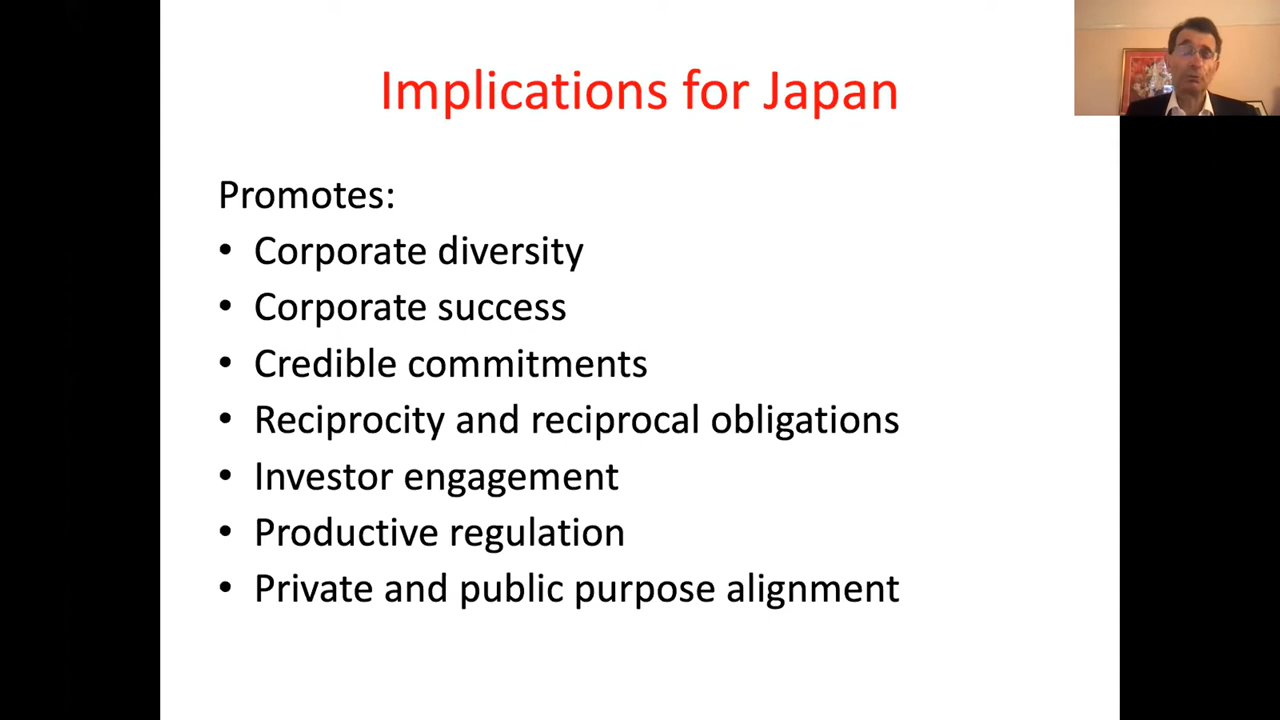 Implications for Japan
Promotes:
• Corporate diversity
• Corporate success
• Credible commitments
• Reciprocity and reciprocal obligations
• Investor engagement
• Productive regulation
• Private and public purpose alignment